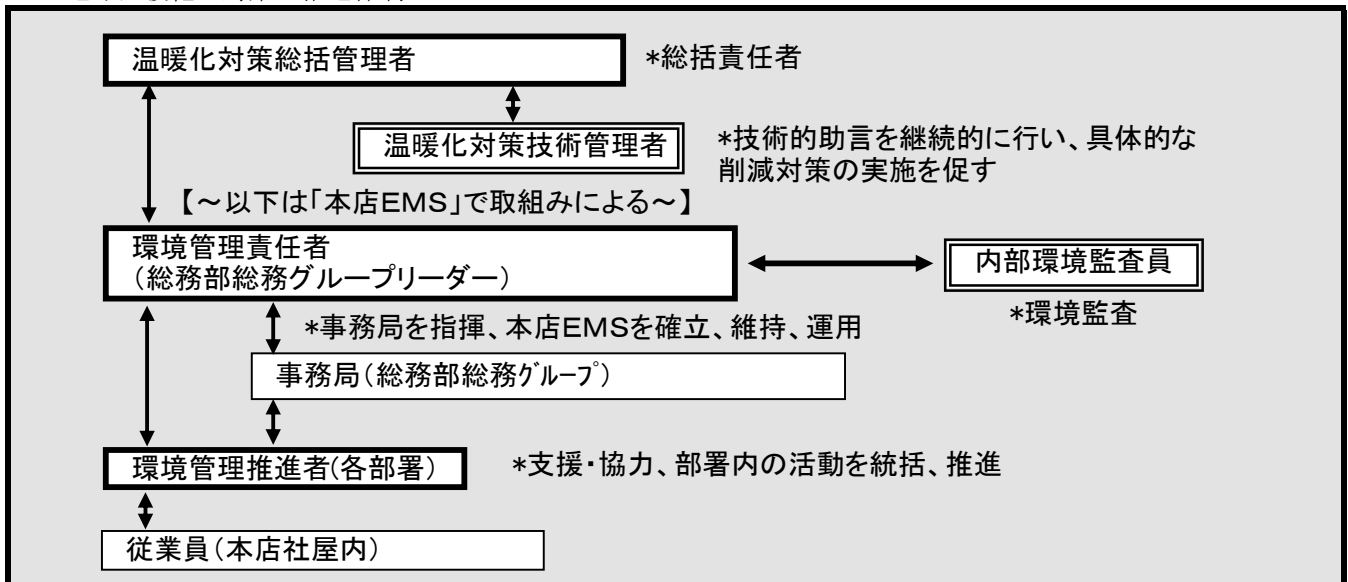 温暖化対策総括管理者
*総括責任者
温暖化対策技術管理者
*技術的助言を継続的に行い、具体的な
削減対策の実施を促す
【～以下は「本店EMS」で取組みによる～】
環境管理責任者
(総務部総務グループリーダー)
内部環境監査員
*環境監査
*事務局を指揮、本店EMSを確立、維持、運用
事務局(総務部総務ｸﾞﾙｰﾌﾟ)
環境管理推進者(各部署)
*支援・協力、部署内の活動を統括、推進
従業員(本店社屋内)